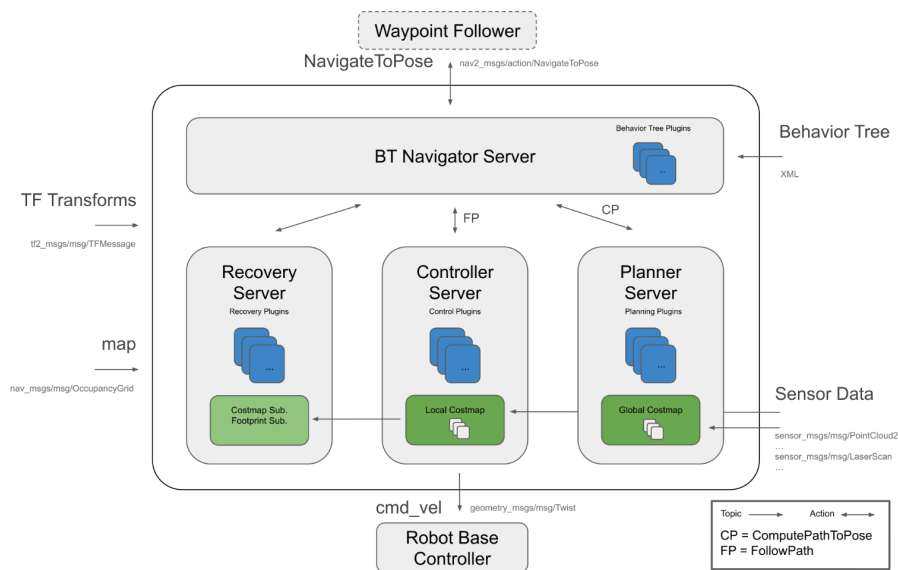 Waypoint Follower
NavigateToPose
nav2_msgs/action/NavigateToPose
Behavior Tree Plugins
BT Navigator Server
...
Behavior Tree
XML
TF Transforms
tf2_msgs/msg/TFMessage
FP
CP
Recovery
Server
Recovery Plugins
...
Controller
Server
Control Plugins
...
Planner
Server
Planning Plugins
...
map
nav_msgs/msg/OccupancyGrid
Costmap Sub.
Footprint Sub.
Local Costmap
Global Costmap
Sensor Data
sensor_msgs/msg/PointCloud2
...
sensor_msgs/msg/LaserScan
...
cmd_vel
geometry_msgs/msg/Twist
Robot Base
Controller
Topic
Action
CP = ComputePathToPose
FP = FollowPath